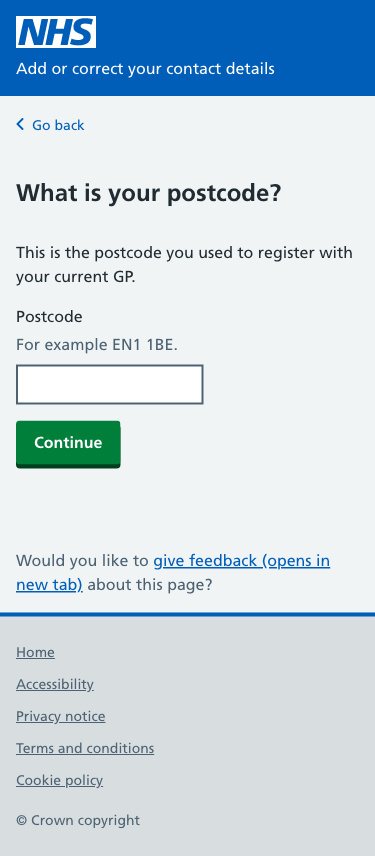 NHS
Add or correct your contact details
Go back
What is your postcode?
This is the postcode you used to register with
your current GP.
Postcode
For example EN1 1BE.
Continue
Would you like to give feedback (opens in
new tab) about this page?
Home
Accessibility
Privacy notice
Terms and conditions
Cookie policy
© Crown copyright